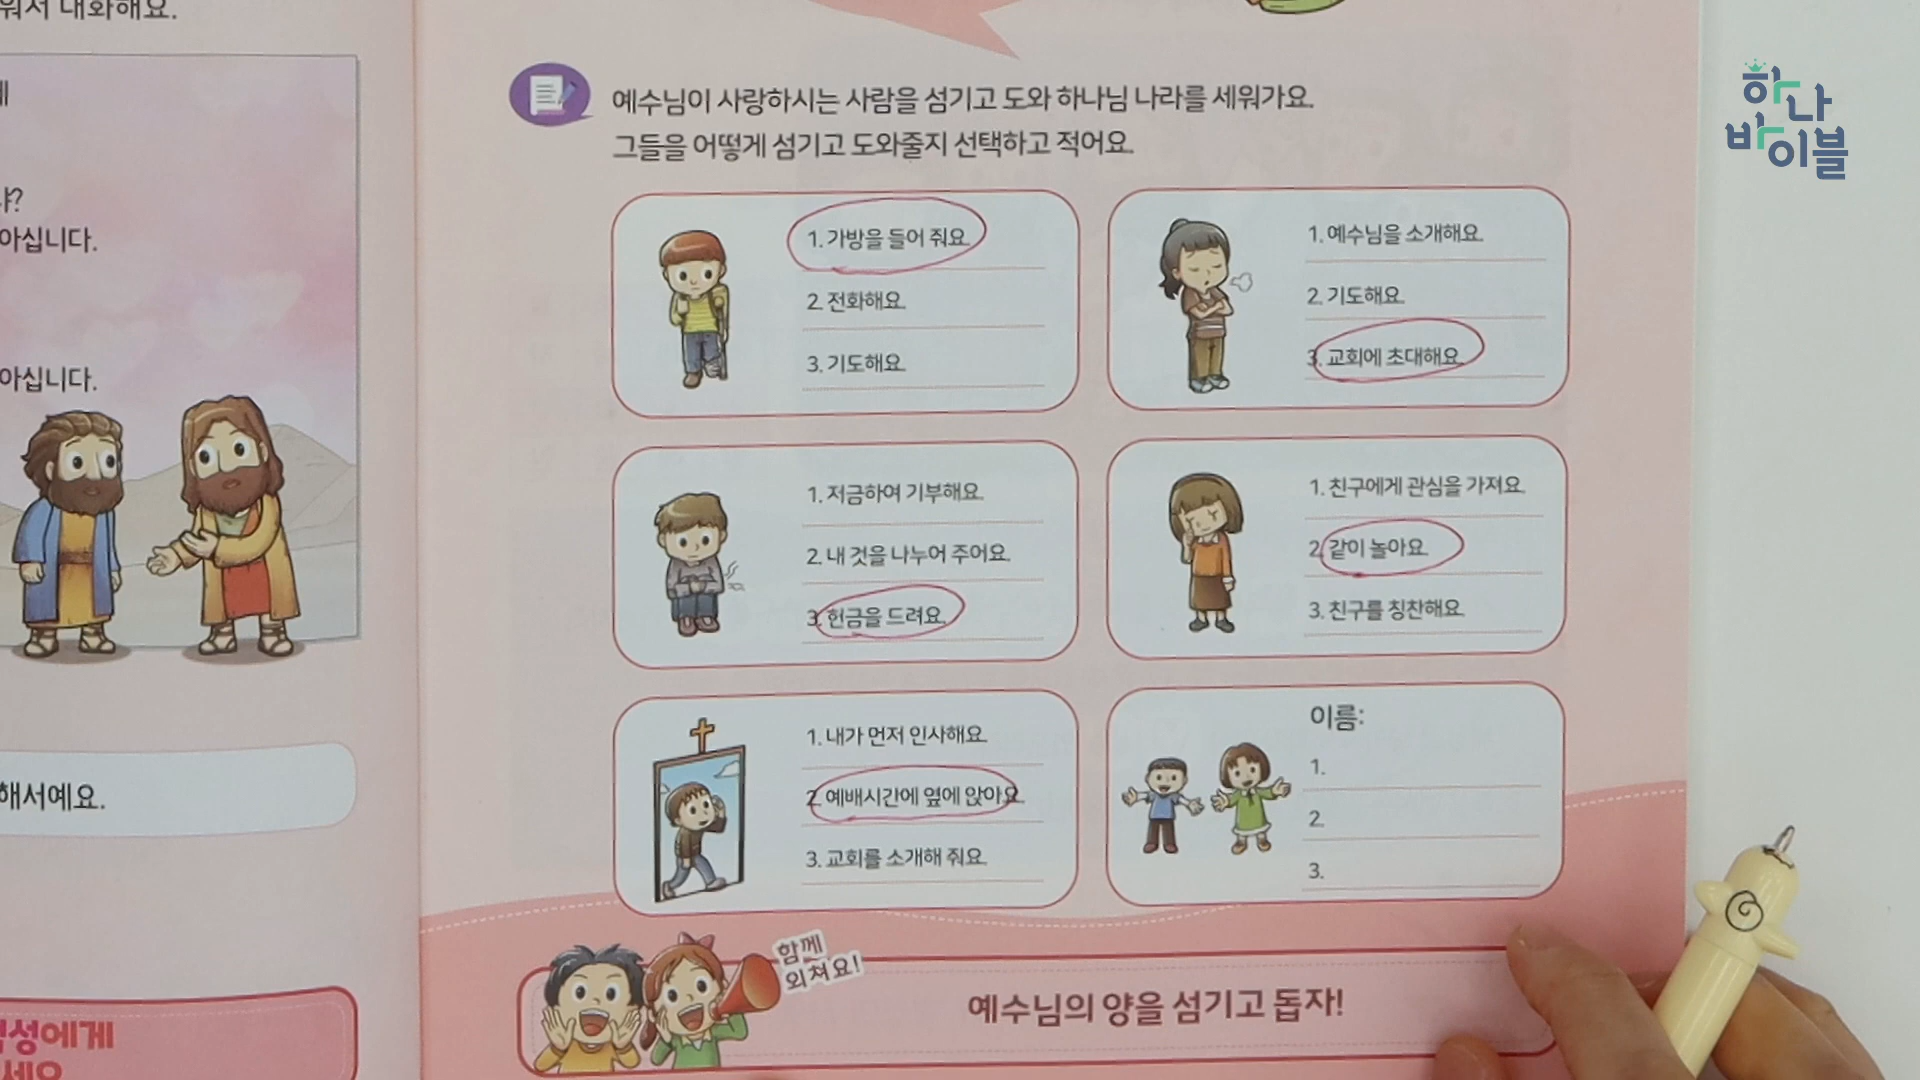 워서 대화해요.
아십니다.
아십니다.
해서예요.
성에게
세요
예수님이 사랑하시는 사람을 섬기고 도와 하나님 나라를 세워가요.
그들을 어떻게 섬기고 도와줄지 선택하고 적어요.
1. 가방을 들어 줘요.
2. 전화해요.
3. 기도해요.
1. 예수님을 소개해요.
2. 기도해요.
3. 교회에 초대해요.
1. 저금하여 기부해요.
2. 내 것을 나누어 주어요.
3. 헌금을 드려요.
1. 친구에게 관심을 가져요.
2. 같이 놀아요.
3. 친구를 칭찬해요.
1. 내가 먼저 인사해요.
2. 예배시간에 옆에 앉아요.
3. 교회를 소개해 줘요.
이름:
1.
2.
3.
함께
외쳐요!
예수님의 양을 섬기고 돕자!
하나
바이블